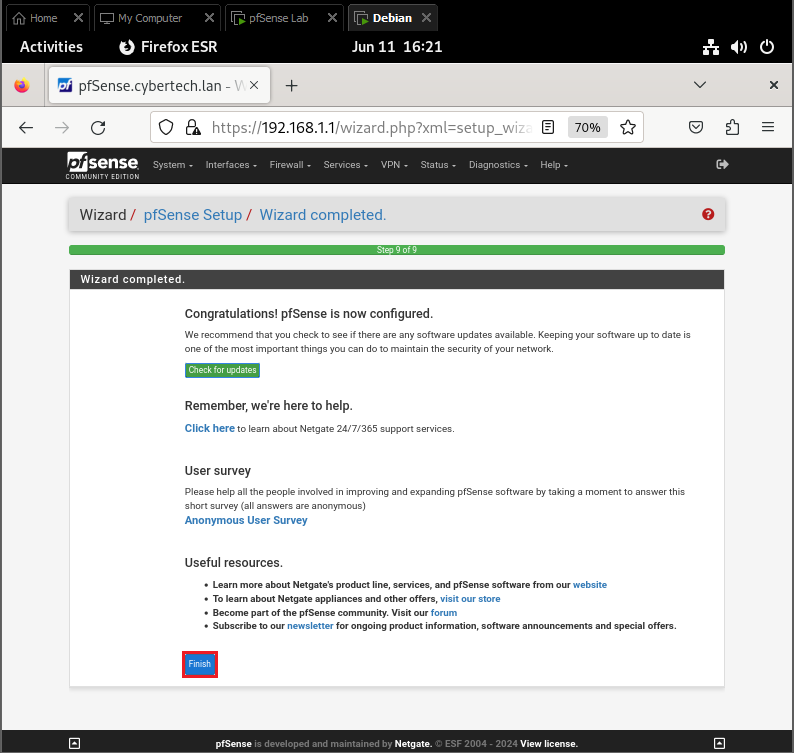 Home
My Computer
pfSense Lab
Debian
Activities
Firefox ESR
Jun 11 16:21
pfSense.cybertech.lan - W
https://192.168.1.1/wizard.php?xml=setup_wiza
70%
pfsense
COMMUNITY EDITION
System
Interfaces
Firewall
Services
VPN
Status
Diagnostics
Help
Wizard / pfSense Setup / Wizard completed.
Step 9 of 9
Wizard completed.
Congratulations! pfSense is now configured.
We recommend that you check to see if there are any software updates available. Keeping your software up to date is
one of the most important things you can do to maintain the security of your network.
Check for updates
Remember, we're here to help.
Click here to learn about Netgate 24/7/365 support services.
User survey
Please help all the people involved in improving and expanding pfSense software by taking a moment to answer this
short survey (all answers are anonymous)
Anonymous User Survey
Useful resources.
• Learn more about Netgate's product line, services, and pfSense software from our website
• To learn about Netgate appliances and other offers, visit our store
• Become part of the pfSense community. Visit our forum
• Subscribe to our newsletter for ongoing product information, software announcements and special offers.
Finish
pfSense is developed and maintained by Netgate. © ESF 2004 - 2024 View license.